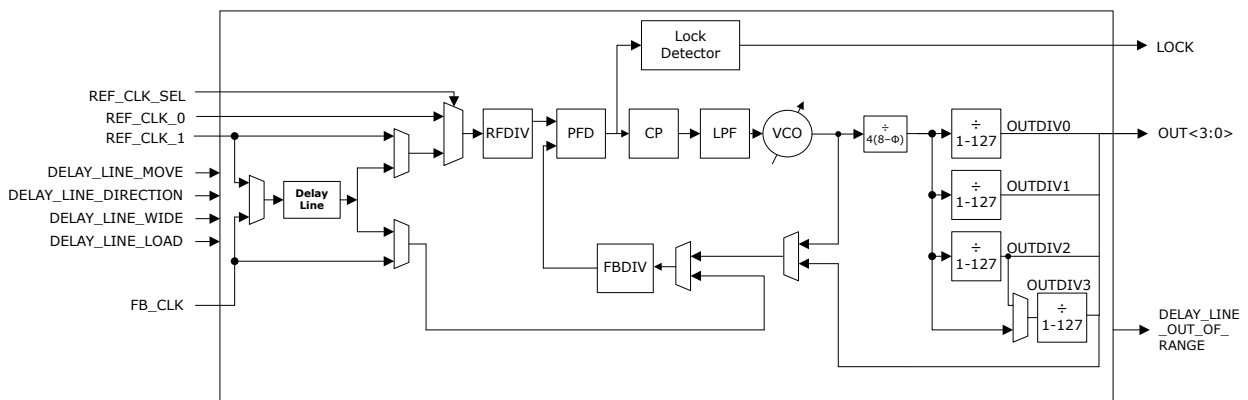 Lock
Detector
LOCK
REF_CLK_SEL
REF_CLK_0
REF_CLK_1
RFDIV
PFD
CP
LPF
VCO
÷
4(8–Φ)
÷
1-127
OUTDIV0
OUT<3:0>
DELAY_LINE_MOVE
DELAY_LINE_DIRECTION
DELAY_LINE_WIDE
DELAY_LINE_LOAD
Delay
Line
÷
1-127
OUTDIV1
÷
1-127
OUTDIV2
FBDIV
OUTDIV3
÷
1-127
FB_CLK
DELAY_LINE
_OUT_OF_
RANGE